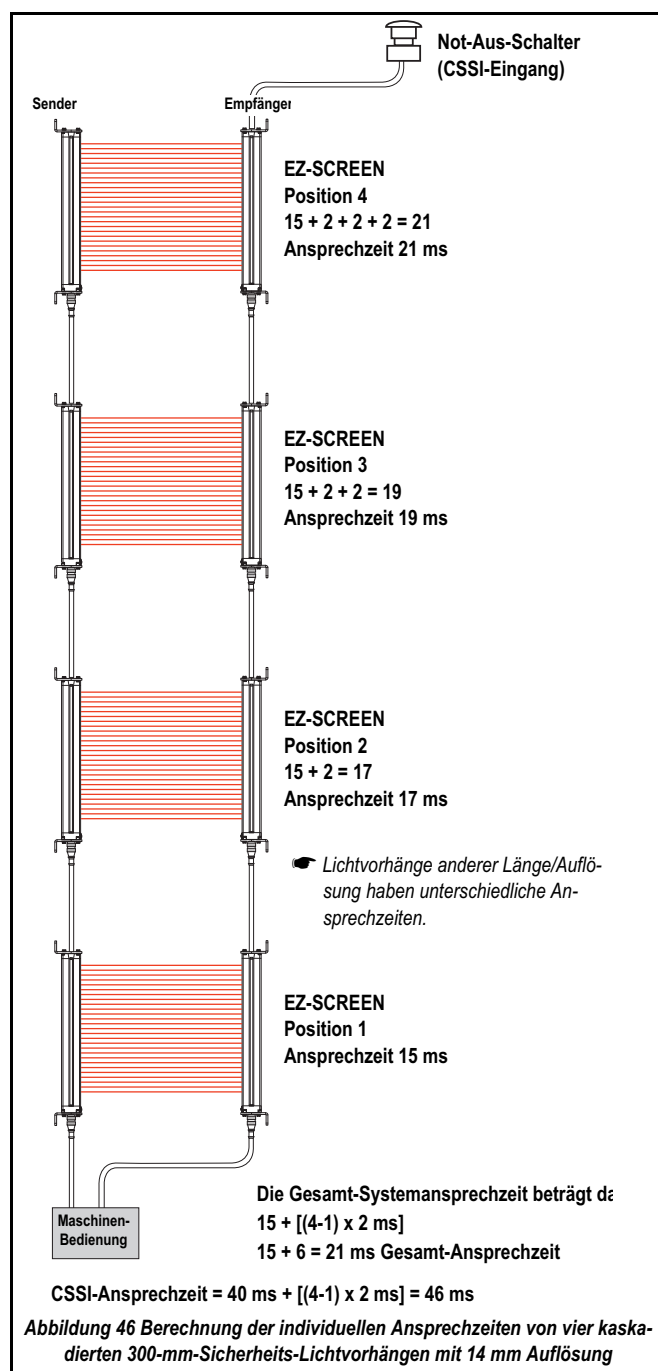 Not-Aus-Schalter
(CSSI-Eingang)
Sender
Empfänger
EZ-SCREEN
Position 4
15 + 2 + 2 + 2 = 21
Ansprechzeit 21 ms
EZ-SCREEN
Position 3
15 + 2 + 2 = 19
Ansprechzeit 19 ms
EZ-SCREEN
Position 2
15 + 2 = 17
Ansprechzeit 17 ms
☛ Lichtvorhänge anderer Länge/Auflö-
sung haben unterschiedliche An-
sprechzeiten.
EZ-SCREEN
Position 1
Ansprechzeit 15 ms
Maschinen-
Bedienung
Die Gesamt-Systemansprechzeit beträgt da
15 + [(4-1) x 2 ms]
15 + 6 = 21 ms Gesamt-Ansprechzeit
CSSI-Ansprechzeit = 40 ms + [(4-1) x 2 ms] = 46 ms
Abbildung 46 Berechnung der individuellen Ansprechzeiten von vier kaska-
dierten 300-mm-Sicherheits-Lichtvorhängen mit 14 mm Auflösung